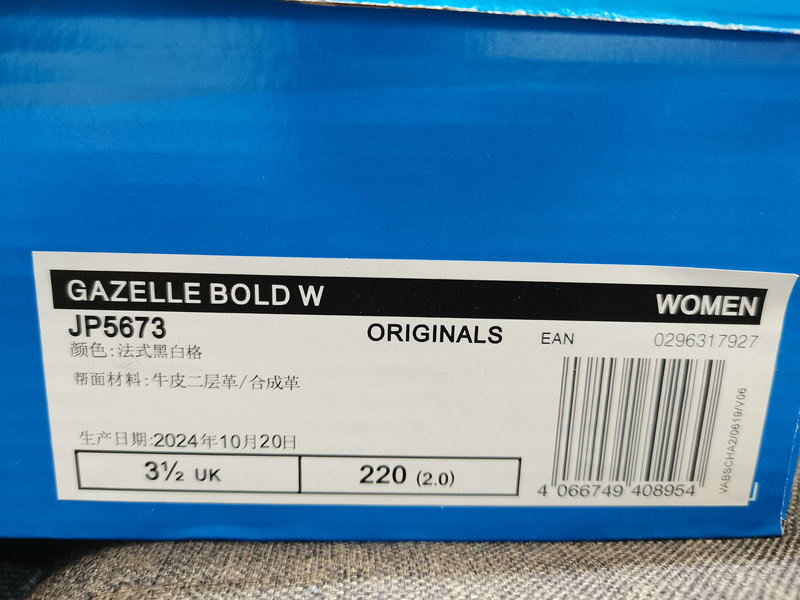 GAZELLE BOLD W
WOMEN
JP5673
ORIGINALS
EAN
0296317927
颜色:法式黑白格
帮面材料:牛皮二层革/合成革
生产日期:2024年10月20日
3½ UK
220 (2.0)
4 066749 408954
VABSCHA2/0619/V06